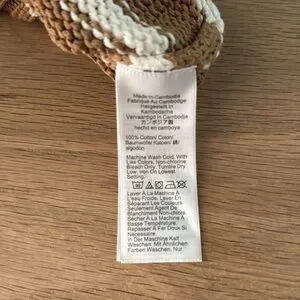 Made in Cambodia
Fabriqué Au Cambodge
Hergestellt in
Kambodscha
Vervaardigd in Cambodja
カンボジア製
hecho en camboya
100% Cotton/ Coton/
Baumwolle/ Katoen/ 綿/
algodón
Machine Wash Cold, With
Like Colors, Non-chlorine
Bleach Only, Tumble Dry
Low, Iron on Lowest
Setting.
Laver À La Machine À
L'eau Froide, Laver En
Séparant Les Couleurs
Seulement Agent De
Blanchiment Non-chlorés
Sécher À La Machine À
Basse Température.
Repasser À Fer Doux Si
Nécessaire.
In Der Maschine Kalt
Waschen, Mit Ähnlichen
Farben Waschen, Nur